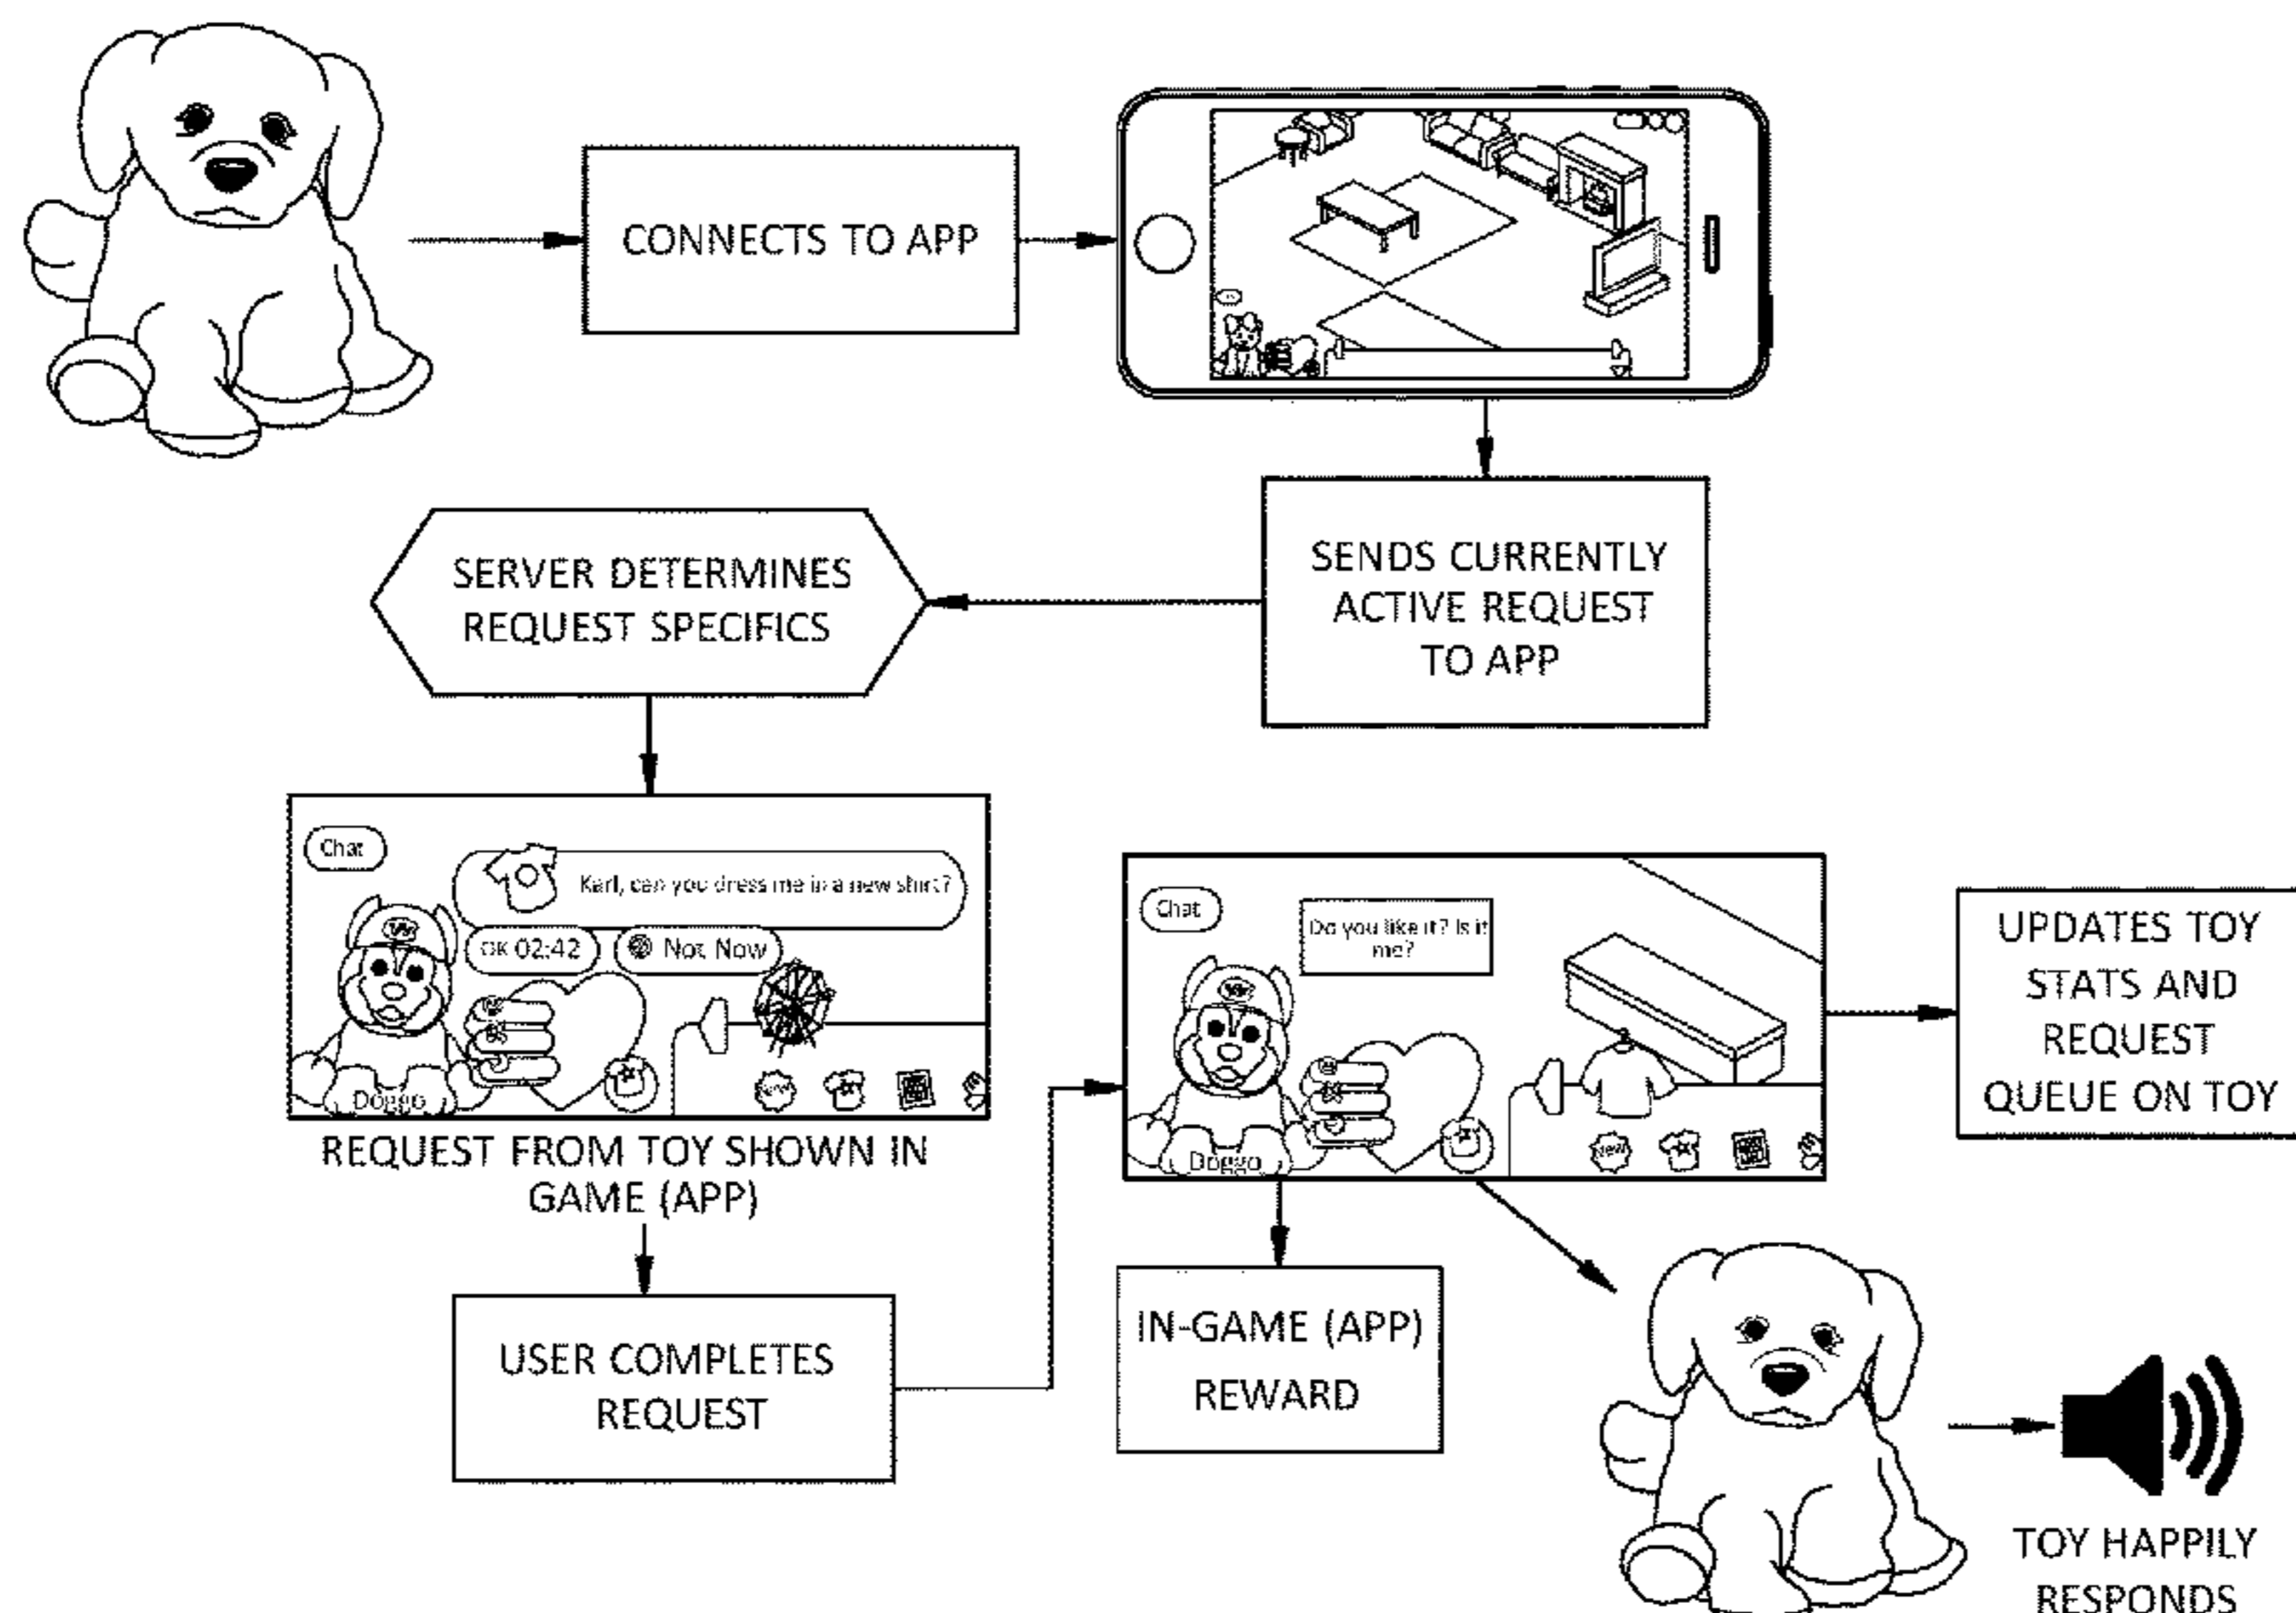 CONNECTS TO APP
SENDS CURRENTLY
ACTIVE REQUEST
TO APP
SERVER DETERMINES
REQUEST SPECIFICS
Chat
Karl, can you dress me in a new shirt?
OK 02:42
Not Now
New
Doggo
REQUEST FROM TOY SHOWN IN
GAME (APP)
USER COMPLETES
REQUEST
Chat
Do you like it? Is it
me?
New
Doggo
UPDATES TOY
STATS AND
REQUEST
QUEUE ON TOY
IN-GAME (APP)
REWARD
TOY HAPPILY
RESPONDS